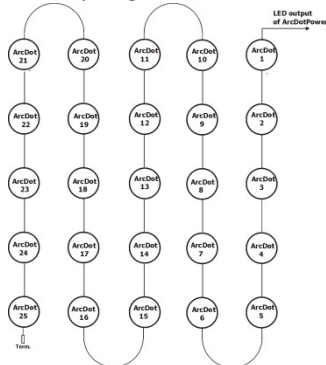 LED output
of ArcDotPower
ArcDot
21
ArcDot
20
ArcDot
11
ArcDot
10
ArcDot
1
ArcDot
22
ArcDot
19
ArcDot
12
ArcDot
9
ArcDot
2
ArcDot
23
ArcDot
18
ArcDot
13
ArcDot
8
ArcDot
3
ArcDot
24
ArcDot
17
ArcDot
14
ArcDot
7
ArcDot
4
ArcDot
25
ArcDot
16
ArcDot
15
ArcDot
6
ArcDot
5
Term.